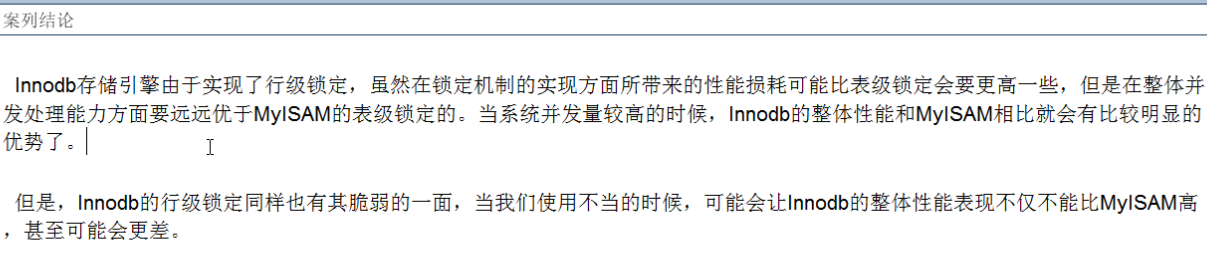 案列结论
Innodb存储引擎由于实现了行级锁定，虽然在锁定机制的实现方面所带来的性能损耗可能比表级锁定会要更高一些，但是在整体并
发处理能力方面要远远优于MyISAM的表级锁定的。当系统并发量较高的时候，Innodb的整体性能和MyISAM相比就会有比较明显的
优势了。
但是，Innodb的行级锁定同样也有其脆弱的一面，当我们使用不当的时候，可能会让Innodb的整体性能表现不仅不能比MyISAM高
，甚至可能会更差。